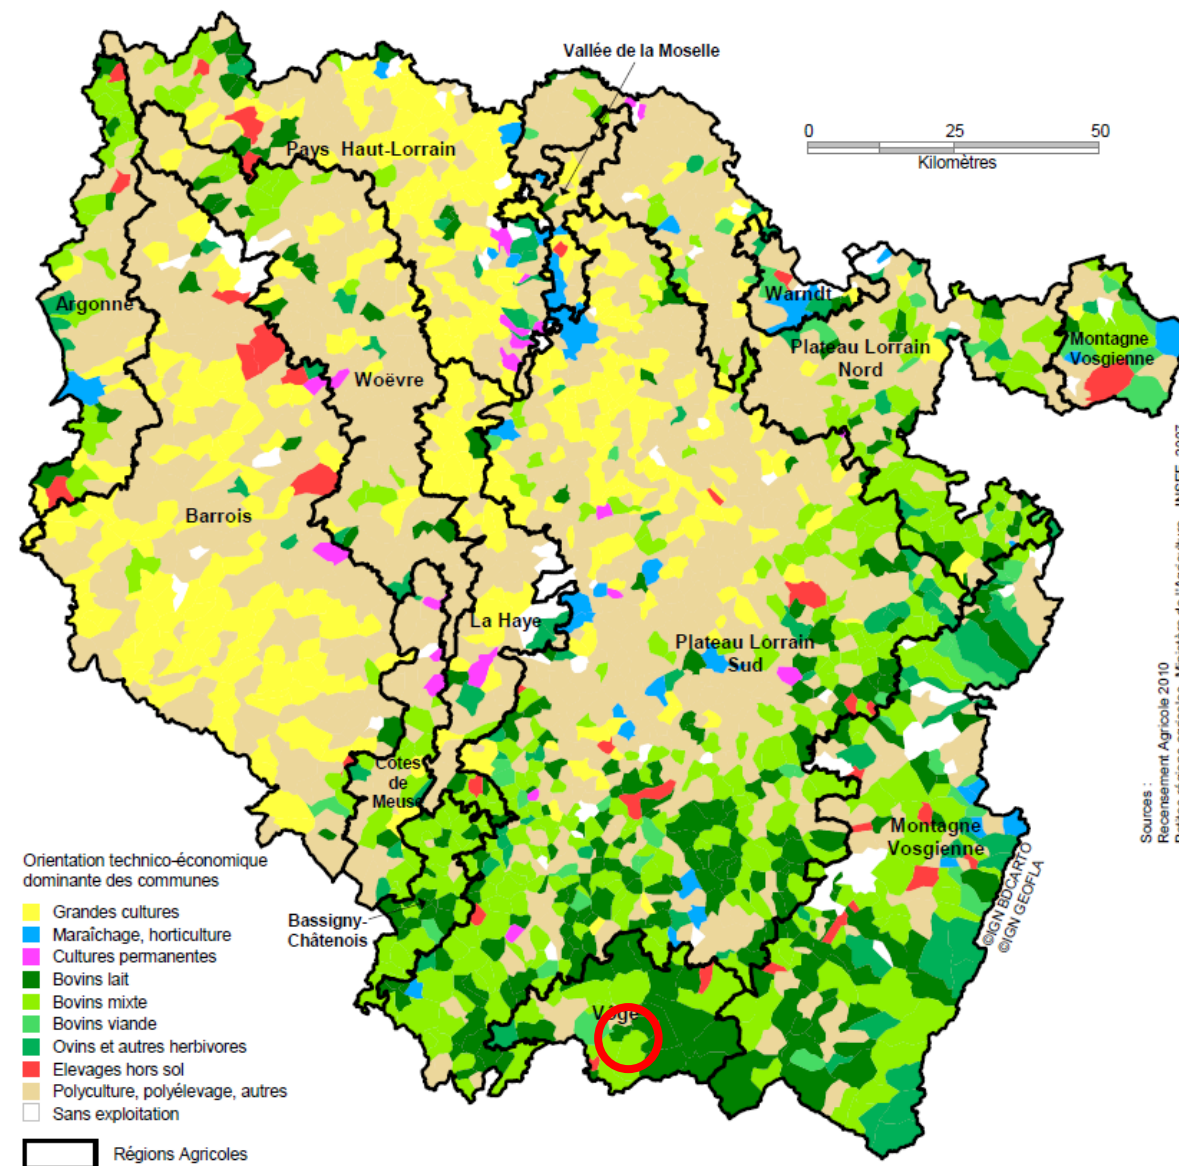 Vallée de la Moselle
0 25 50
Kilomètres
Pays Haut-Lorrain
Argonne
Warndt
Montagne
Vosgienne
Plateau Lorrain
Nord
Woëvre
Barrois
La Haye
Plateau Lorrain
Sud
Côtes
de
Meuse
Montagne
Vosgienne
Bassigny-
Châtenois
©IGN BDCARTO
©IGN GEOFLA
Sources :
Recensement Agricole 2010
Orientation technico-économique
dominante des communes
Grandes cultures
Maraîchage, horticulture
Cultures permanentes
Bovins lait
Bovins mixte
Bovins viande
Ovins et autres herbivores
Elevages hors sol
Polyculture, polyélevage, autres
Sans exploitation
Régions Agricoles